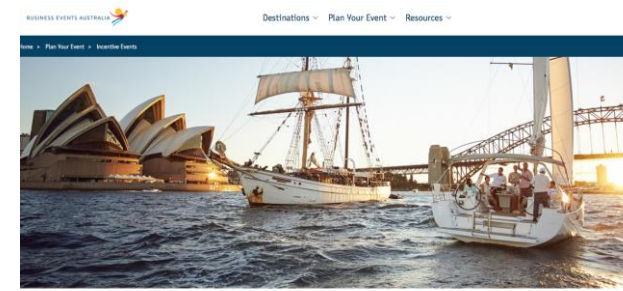 BUSINESS EVENTS AUSTRALIA
Destinations Plan Your Event Resources
Home > Plan Your Event > Incentive Events